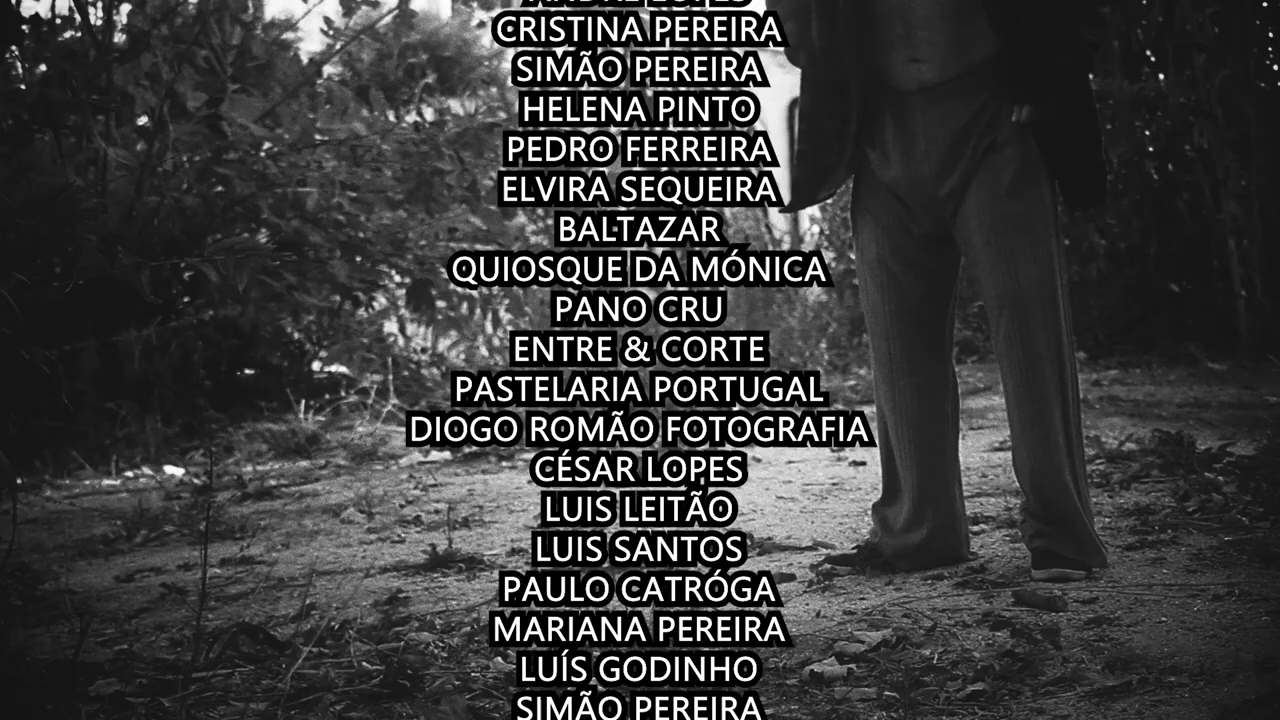 CRISTINA PEREIRA
SIMÃO PEREIRA
HELENA PINTO
PEDRO FERREIRA
ELVIRA SEQUEIRA
BALTAZAR
QUIOSQUE DA MÓNICA
PANO CRU
ENTRE & CORTE
PASTELARIA PORTUGAL
DIOGO ROMÃO FOTOGRAFIA
CÉSAR LOPES
LUIS LEITÃO
LUIS SANTOS
PAULO CATRÓGA
MARIANA PEREIRA
LUÍS GODINHO
SIMÃO PEREIRA